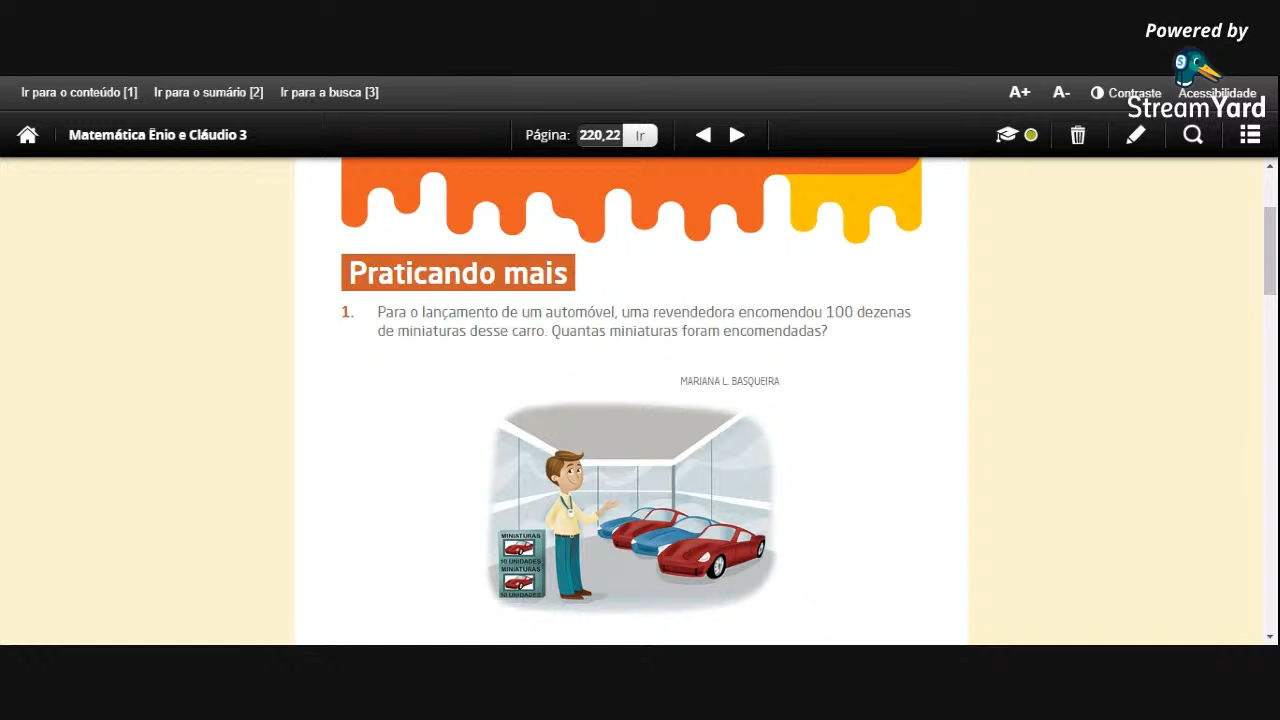 Powered by
StreamYard
Ir para o conteúdo [1] Ir para o sumário [2] Ir para a busca [3] A+ A- Contraste Acessibilidade
Matemática Ênio e Cláudio 3 Página: 220,22 Ir
Praticando mais
1. Para o lançamento de um automóvel, uma revendedora encomendou 100 dezenas
de miniaturas desse carro. Quantas miniaturas foram encomendadas?
MARIANA L. BASQUEIRA
MINIATURAS
10 UNIDADES
MINIATURAS
10 UNIDADES